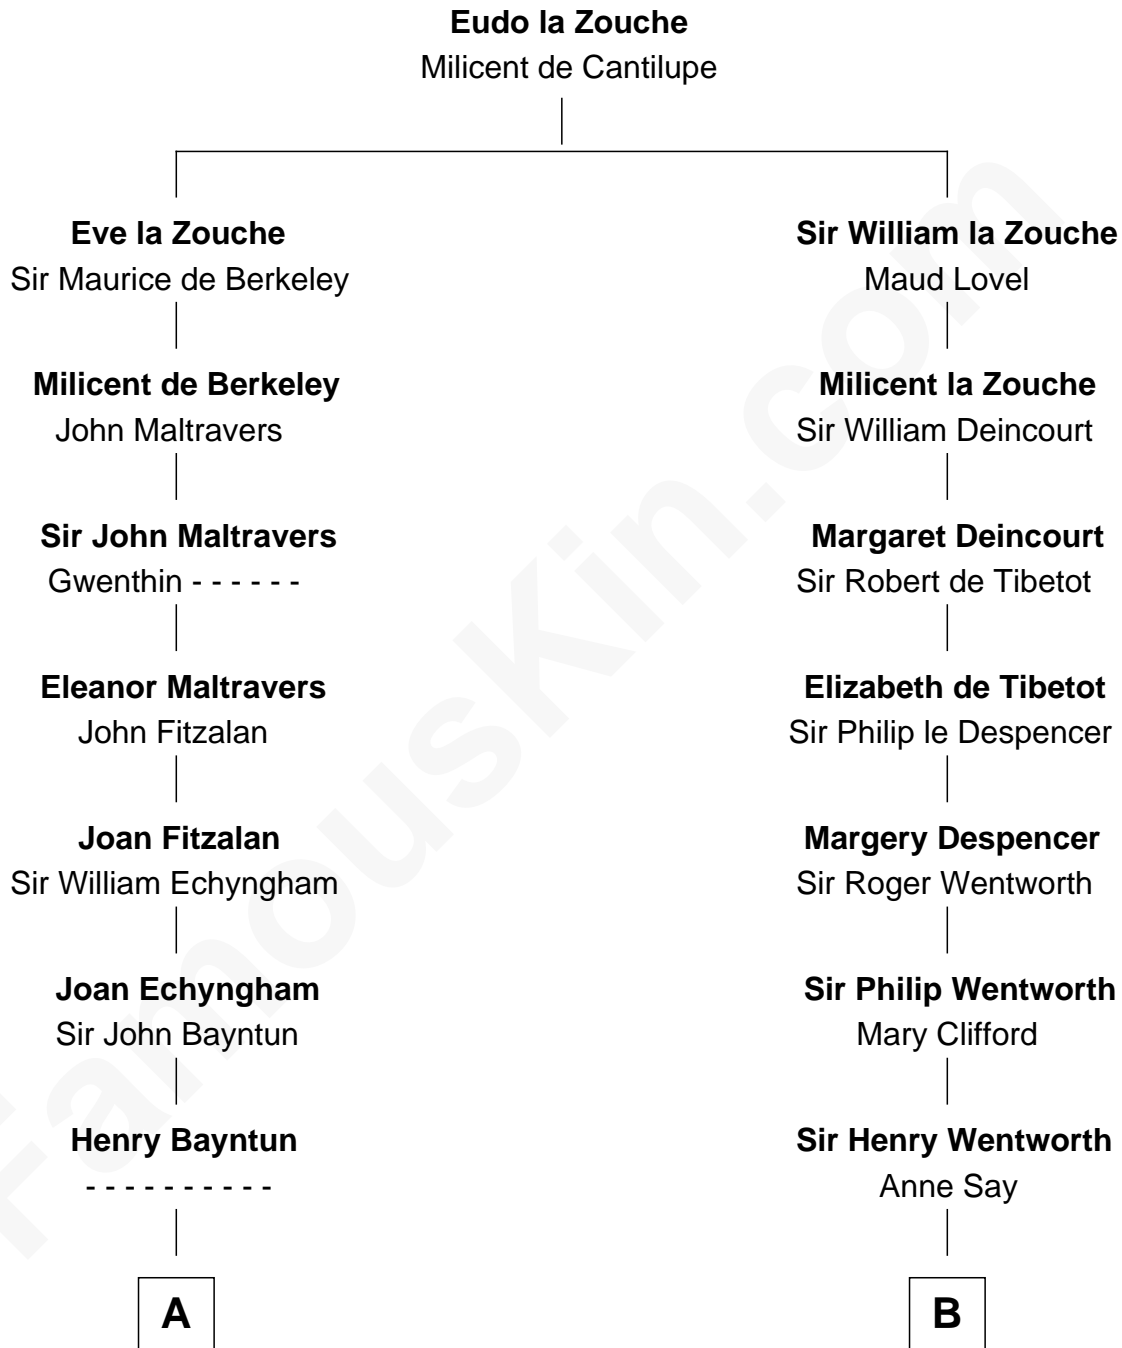 Eudo la Zouche
Milicent de Cantilupe
Eve la Zouche
Sir Maurice de Berkeley
Milicent de Berkeley
John Maltravers
Sir John Maltravers
Gwenthin - - - - - -
Eleanor Maltravers
John Fitzalan
Joan Fitzalan
Sir William Echyngham
Joan Echyngham
Sir John Bayntun
Henry Bayntun
- - - - - - - - - -
A
Sir William la Zouche
Maud Lovel
Milicent la Zouche
Sir William Deincourt
Margaret Deincourt
Sir Robert de Tibetot
Elizabeth de Tibetot
Sir Philip le Despencer
Margery Despencer
Sir Roger Wentworth
Sir Philip Wentworth
Mary Clifford
Sir Henry Wentworth
Anne Say
B
FamousKin.com